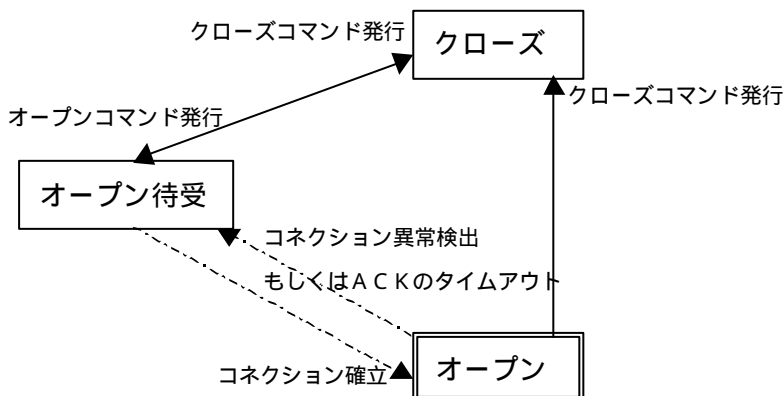 クローズコマンド発行
クローズ
クローズコマンド発行
オープンコマンド発行
オープン待受
コネクション異常検出
もしくはＡＣＫのタイムアウト
コネクション確立
オープン